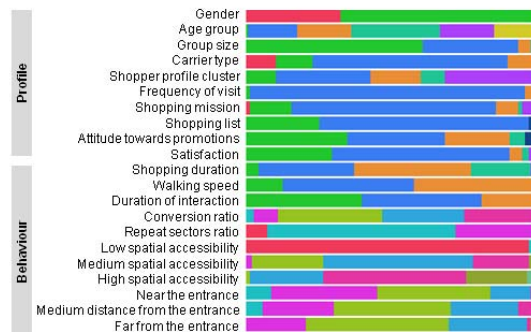 Profile
Gender
Age group
Group size
Carrier type
Shopper profile cluster
Frequency of visit
Shopping mission
Shopping list
Attitude towards promotions
Satisfaction
Behaviour
Shopping duration
Walking speed
Duration of interaction
Conversion ratio
Repeat sectors ratio
Low spatial accessibility
Medium spatial accessibility
High spatial accessibility
Near the entrance
Medium distance from the entrance
Far from the entrance